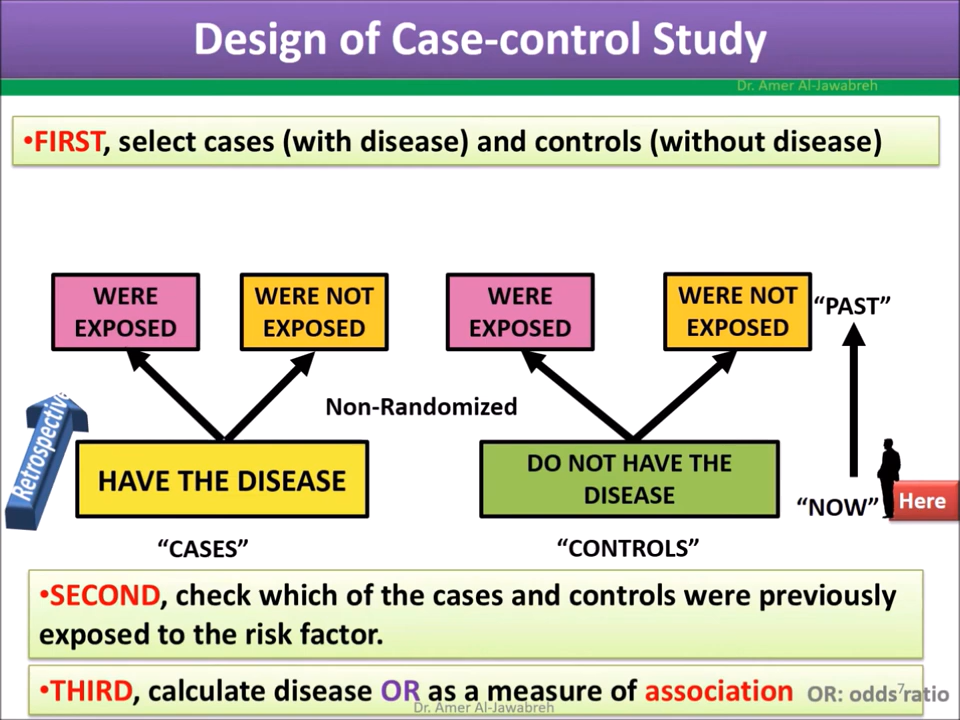 Design of Case-control Study
Dr. Amer Al-Jawabreh
•FIRST, select cases (with disease) and controls (without disease)
WERE EXPOSED
WERE NOT EXPOSED
WERE EXPOSED
WERE NOT EXPOSED
“PAST”
Retrospective
Non-Randomized
HAVE THE DISEASE
DO NOT HAVE THE DISEASE
“NOW”
Here
“CASES”
“CONTROLS”
•SECOND, check which of the cases and controls were previously
exposed to the risk factor.
•THIRD, calculate disease OR as a measure of association
OR: odds ratio
7
Dr. Amer Al-Jawabreh